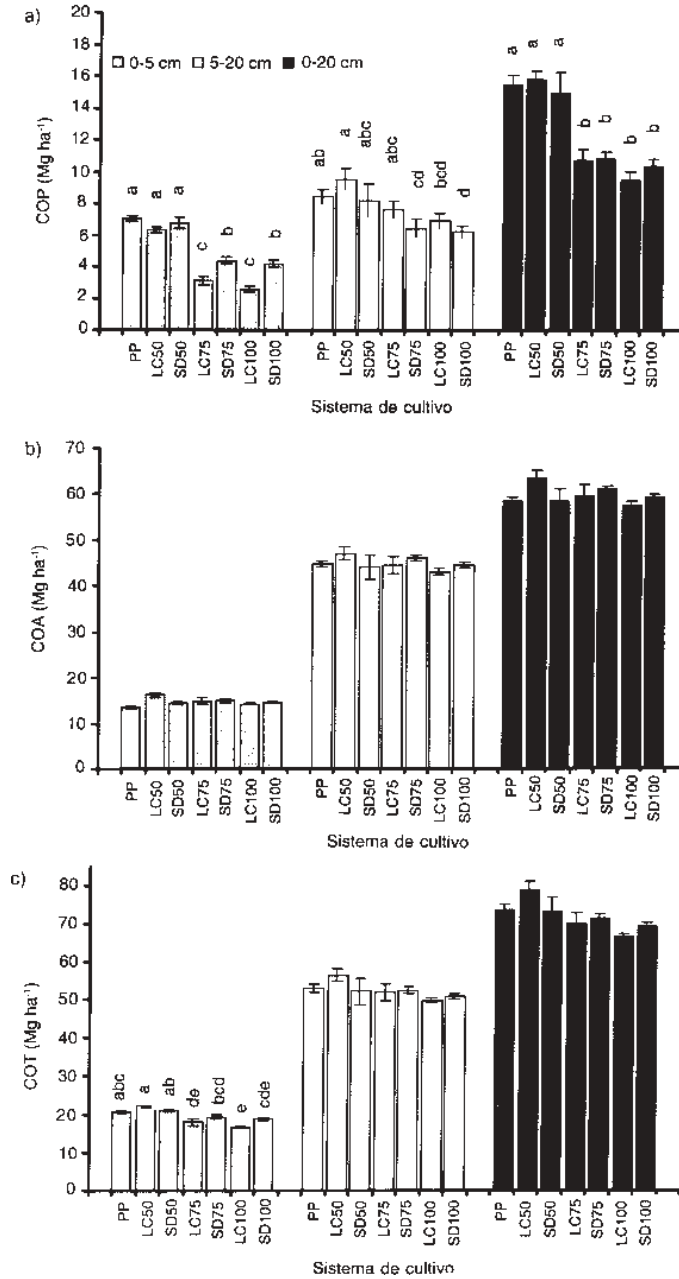 a)
COP (Mg ha⁻¹)
20
18
16
14
12
10
8
6
4
2
0
0-5 cm 5-20 cm 0-20 cm
a a a c b c b
ab a abc abc cd bcd d
a a a b b b b
PP LC50 SD50 LC75 SD75 LC100 SD100
PP LC50 SD50 LC75 SD75 LC100 SD100
PP LC50 SD50 LC75 SD75 LC100 SD100
Sistema de cultivo
b)
COA (Mg ha⁻¹)
70
60
50
40
30
20
10
0
PP LC50 SD50 LC75 SD75 LC100 SD100
PP LC50 SD50 LC75 SD75 LC100 SD100
PP LC50 SD50 LC75 SD75 LC100 SD100
Sistema de cultivo
c)
COT (Mg ha⁻¹)
80
70
60
50
40
30
20
10
0
abc a ab de bcd e cde
PP LC50 SD50 LC75 SD75 LC100 SD100
PP LC50 SD50 LC75 SD75 LC100 SD100
PP LC50 SD50 LC75 SD75 LC100 SD100
Sistema de cultivo